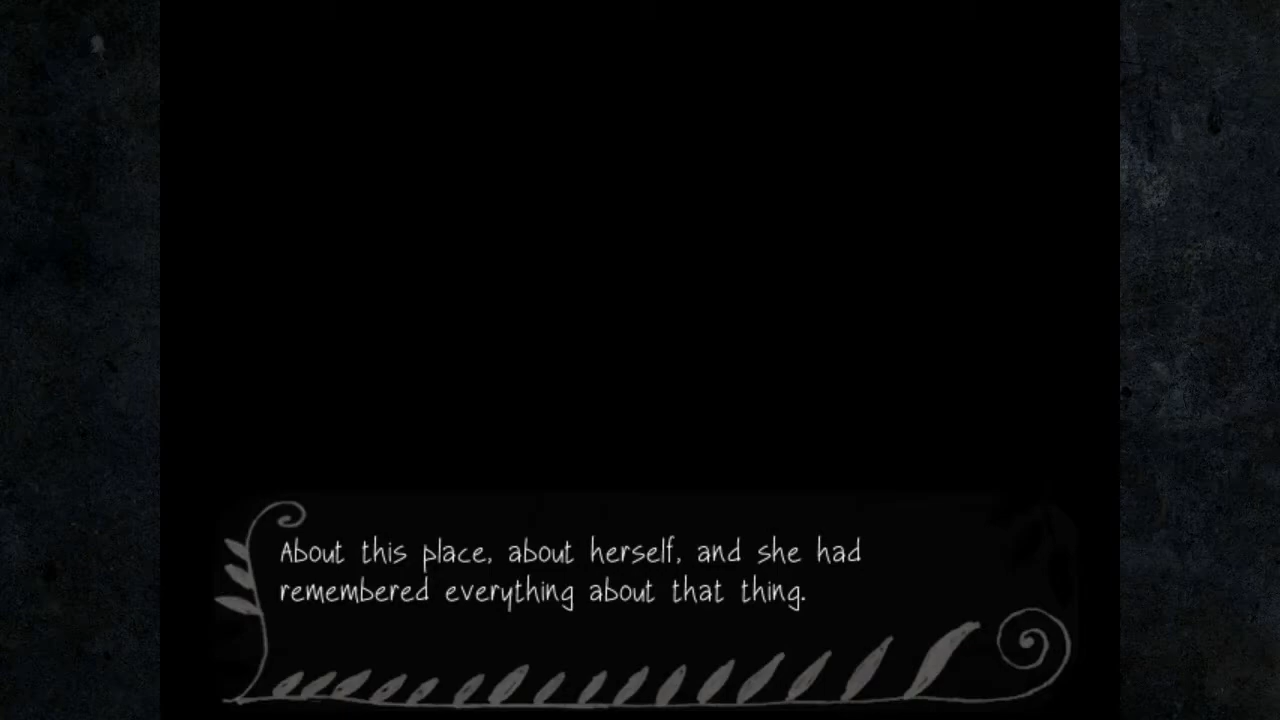 About this place, about herself, and she had
remembered everything about that thing.